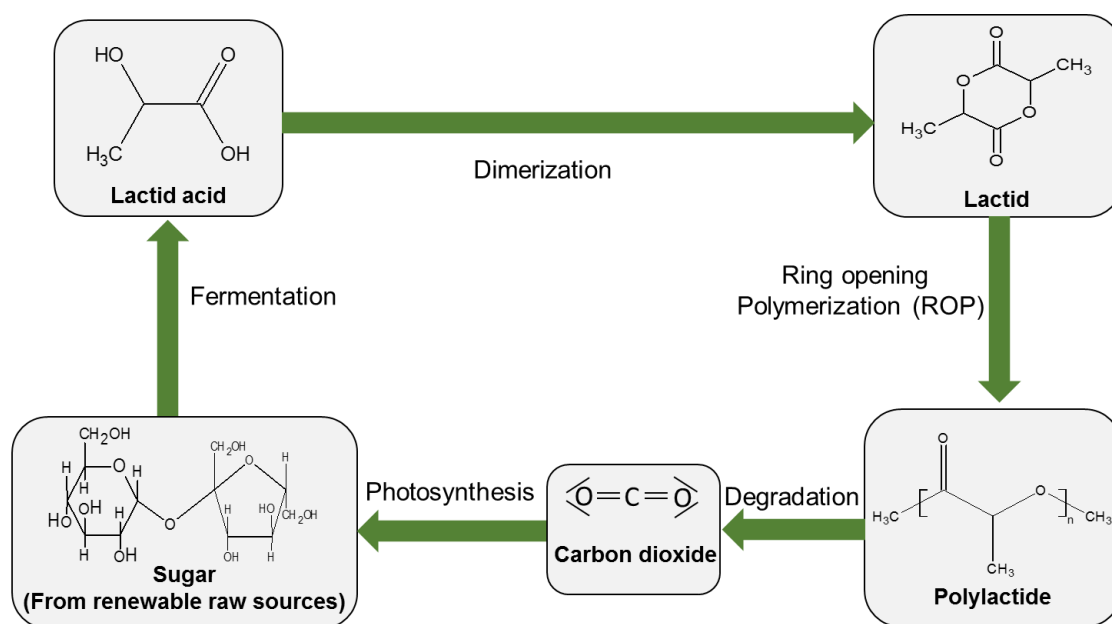 HO
O
H₃C
OH
Lactid acid
Dimerization
O
O
CH₃
H₃C
O
O
Lactid
Fermentation
Ring opening
Polymerization (ROP)
CH₂OH
H
O
H
H
OH
HO
H
H
OH
O
CH₂OH
O
H
H
HO
CH₂OH
OH
H
Sugar
(From renewable raw sources)
Photosynthesis
O=C=O
Carbon dioxide
Degradation
O
H₃C
[
O
]
n
CH₃
CH₃
Polylactide